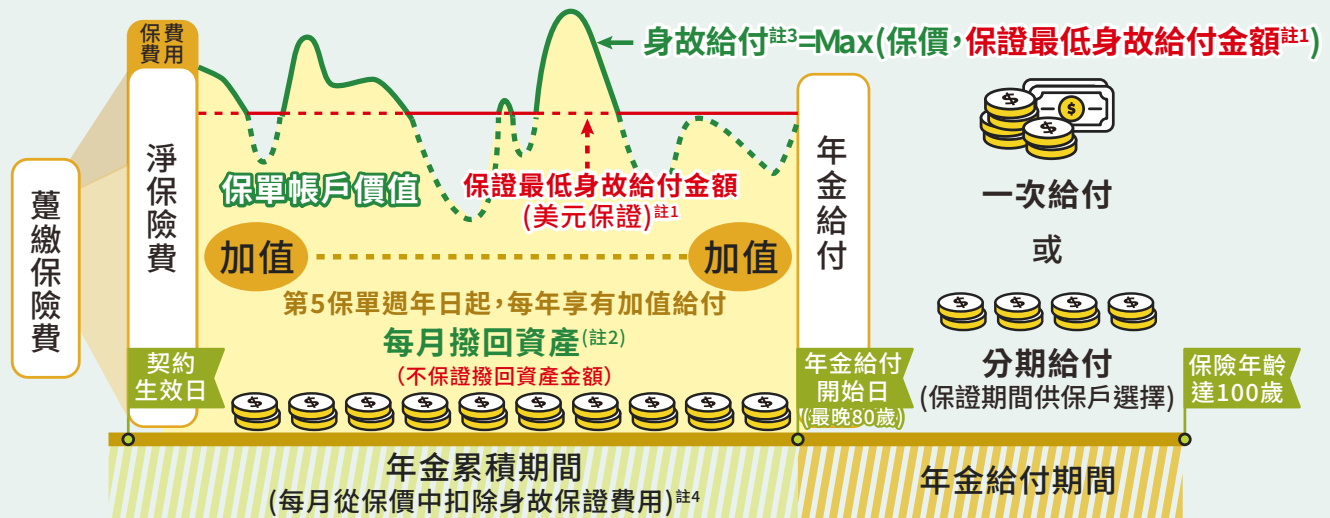 保費
費用
身故給付註3=Max(保價,保證最低身故給付金額註1)
躉繳保險費
淨保險費
保單帳戶價值
保證最低身故給付金額
(美元保證)註1
加值
加值
第5保單週年日起,每年享有加值給付
每月撥回資產(註2)
(不保證撥回資產金額)
契約
生效日
年金給付
年金給付
開始日
(最晚80歲)
一次給付
或
分期給付
(保證期間供保戶選擇)
保險年齡
達100歲
年金累積期間
(每月從保價中扣除身故保證費用)註4
年金給付期間